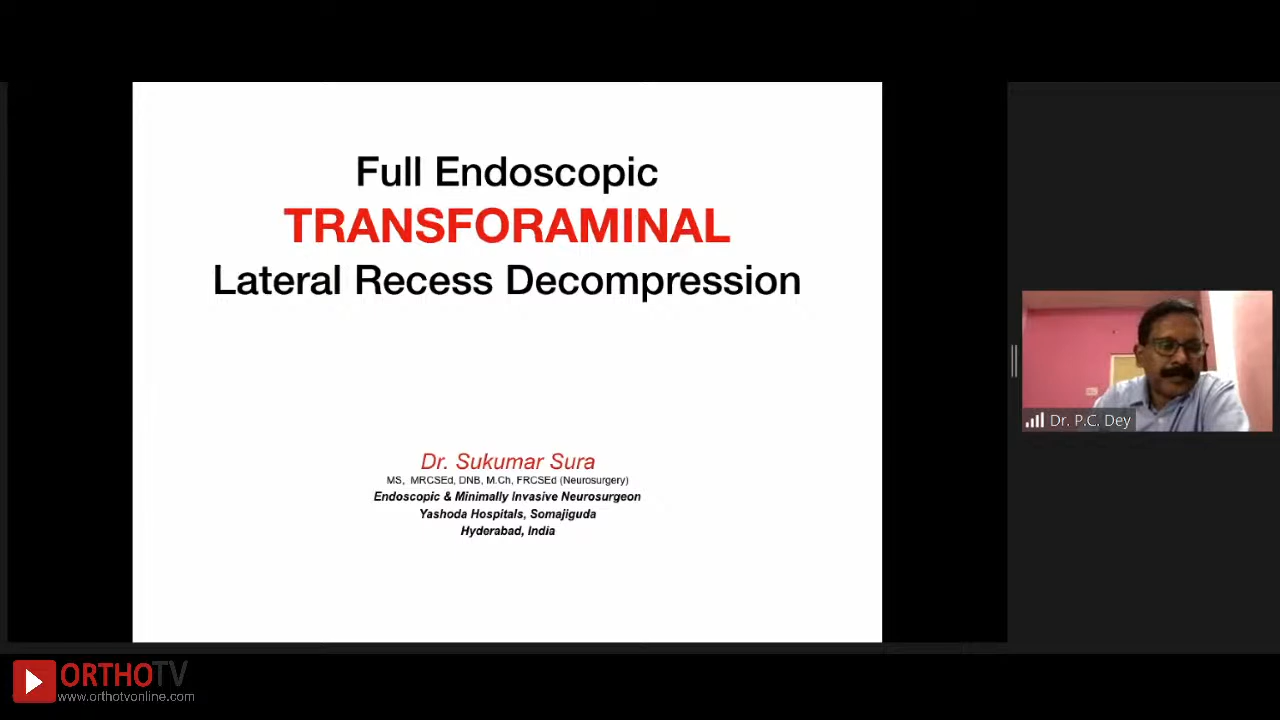 Full Endoscopic
TRANSFORAMINAL
Lateral Recess Decompression
Dr. Sukumar Sura
MS, MRCSEd, DNB, M.Ch, FRCSEd (Neurosurgery)
Endoscopic & Minimally Invasive Neurosurgeon
Yashoda Hospitals, Somajiguda
Hyderabad, India
Dr. P.C. Dey
ORTHOTV
www.orthotvonline.com